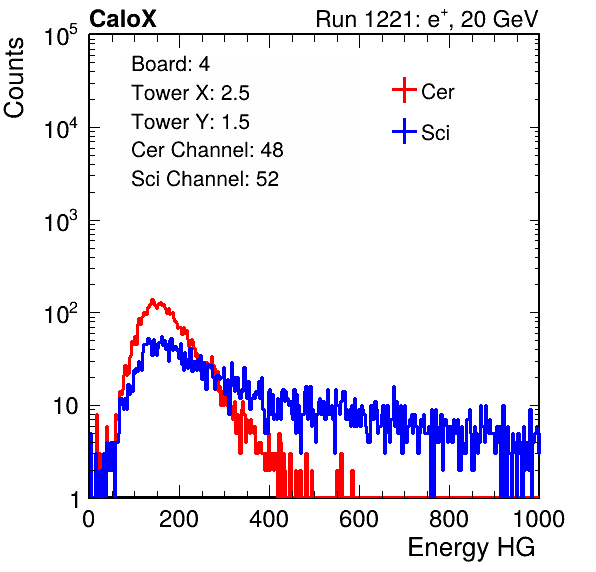 CaloX Run 1221: e⁺, 20 GeV
Counts
Board: 4
Tower X: 2.5
Tower Y: 1.5
Cer Channel: 48
Sci Channel: 52
Cer
Sci
10⁵
10⁴
10³
10²
10
1
0 200 400 600 800 1000
Energy HG